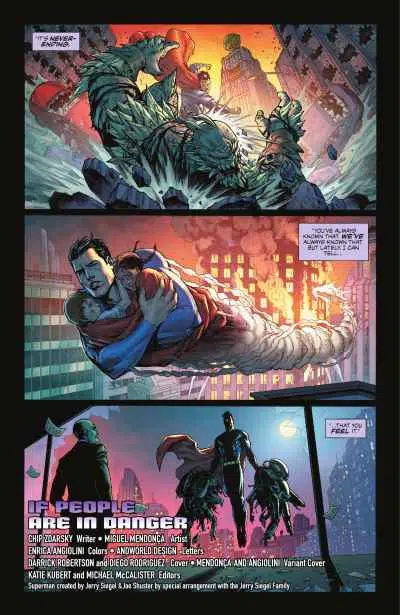 "IT'S NEVER-
ENDING.
"YOU'VE ALWAYS
KNOWN THAT. WE'VE
ALWAYS KNOWN THAT.
BUT LATELY I CAN
TELL...
"...THAT YOU
FEEL IT."
IF PEOPLE
ARE IN DANGER
CHIP ZDARSKY Writer • MIGUEL MENDONÇA Artist
ENRICA ANGIOLINI Colors • ANDWORLD DESIGN Letters
DARRICK ROBERTSON and DIEGO RODRIGUEZ Cover • MENDONÇA AND ANGIOLINI Variant Cover
KATIE KUBERT and MICHAEL McCALISTER Editors
Superman created by Jerry Siegel & Joe Shuster by special arrangement with the Jerry Siegel Family